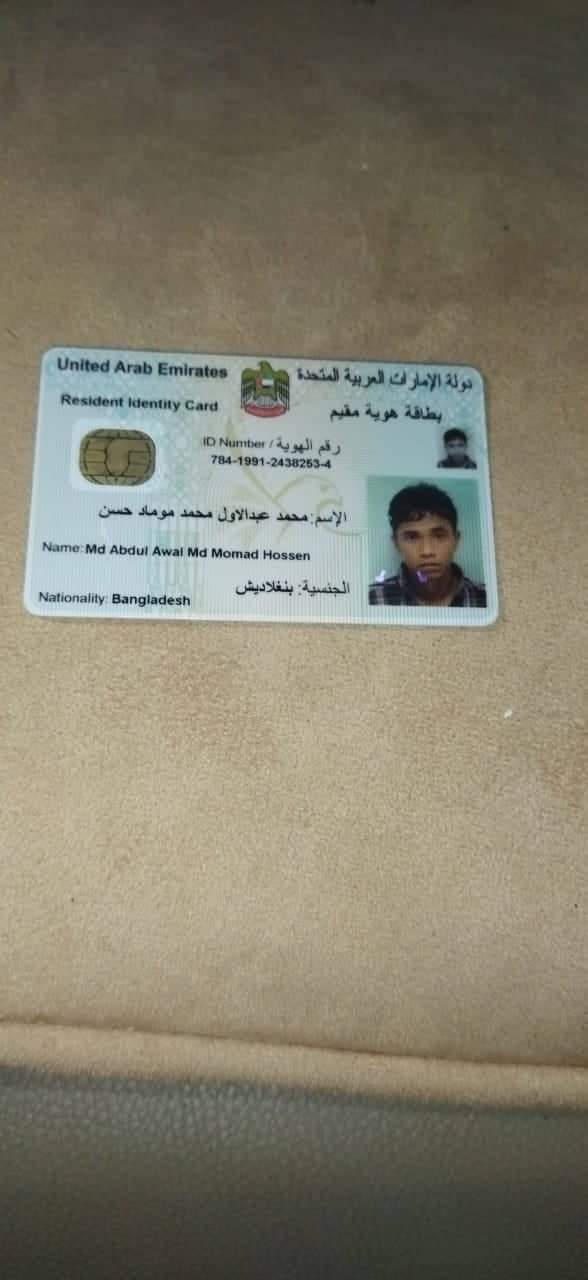 United Arab Emirates
دولة الإمارات العربية المتحدة
Resident Identity Card
بطاقة هوية مقيم
ID Number / رقم الهوية
784-1991-2438253-4
الإسم: محمد عبدالاول محمد موماد حسن
Name: Md Abdul Awal Md Momad Hossen
الجنسية: بنغلاديش
Nationality: Bangladesh